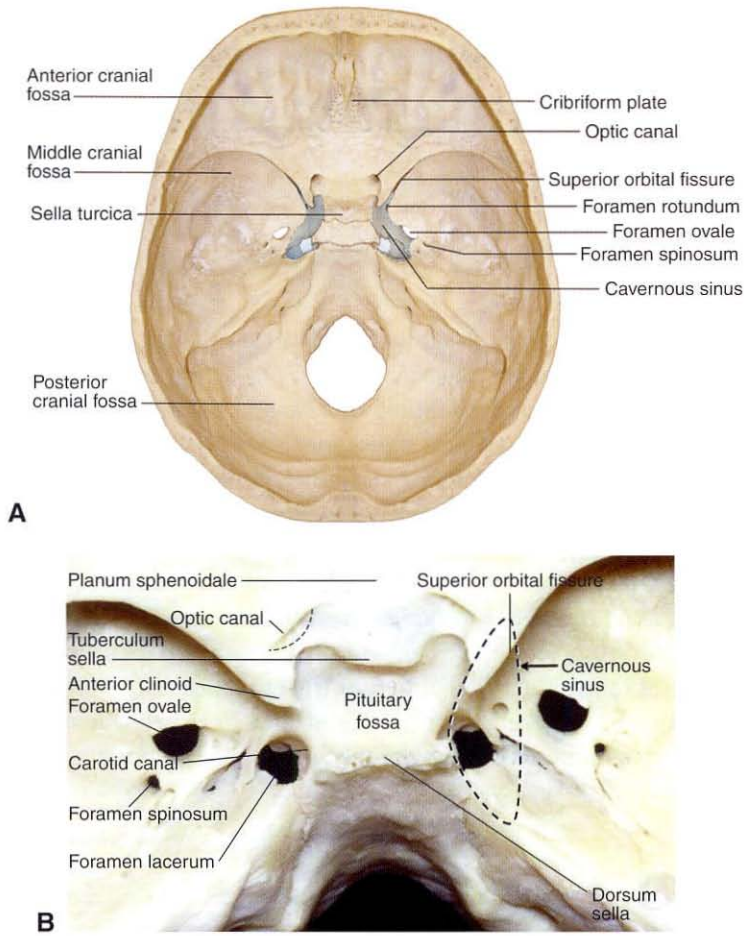 Anterior cranial
fossa
Middle cranial
fossa
Sella turcica
Posterior
cranial fossa
Cribriform plate
Optic canal
Superior orbital fissure
Foramen rotundum
Foramen ovale
Foramen spinosum
Cavernous sinus
A
Planum sphenoidale
Optic canal
Tuberculum
sella
Anterior clinoid
Foramen ovale
Carotid canal
Foramen spinosum
Foramen lacerum
Pituitary
fossa
Superior orbital fissure
Cavernous
sinus
Dorsum
sella
B